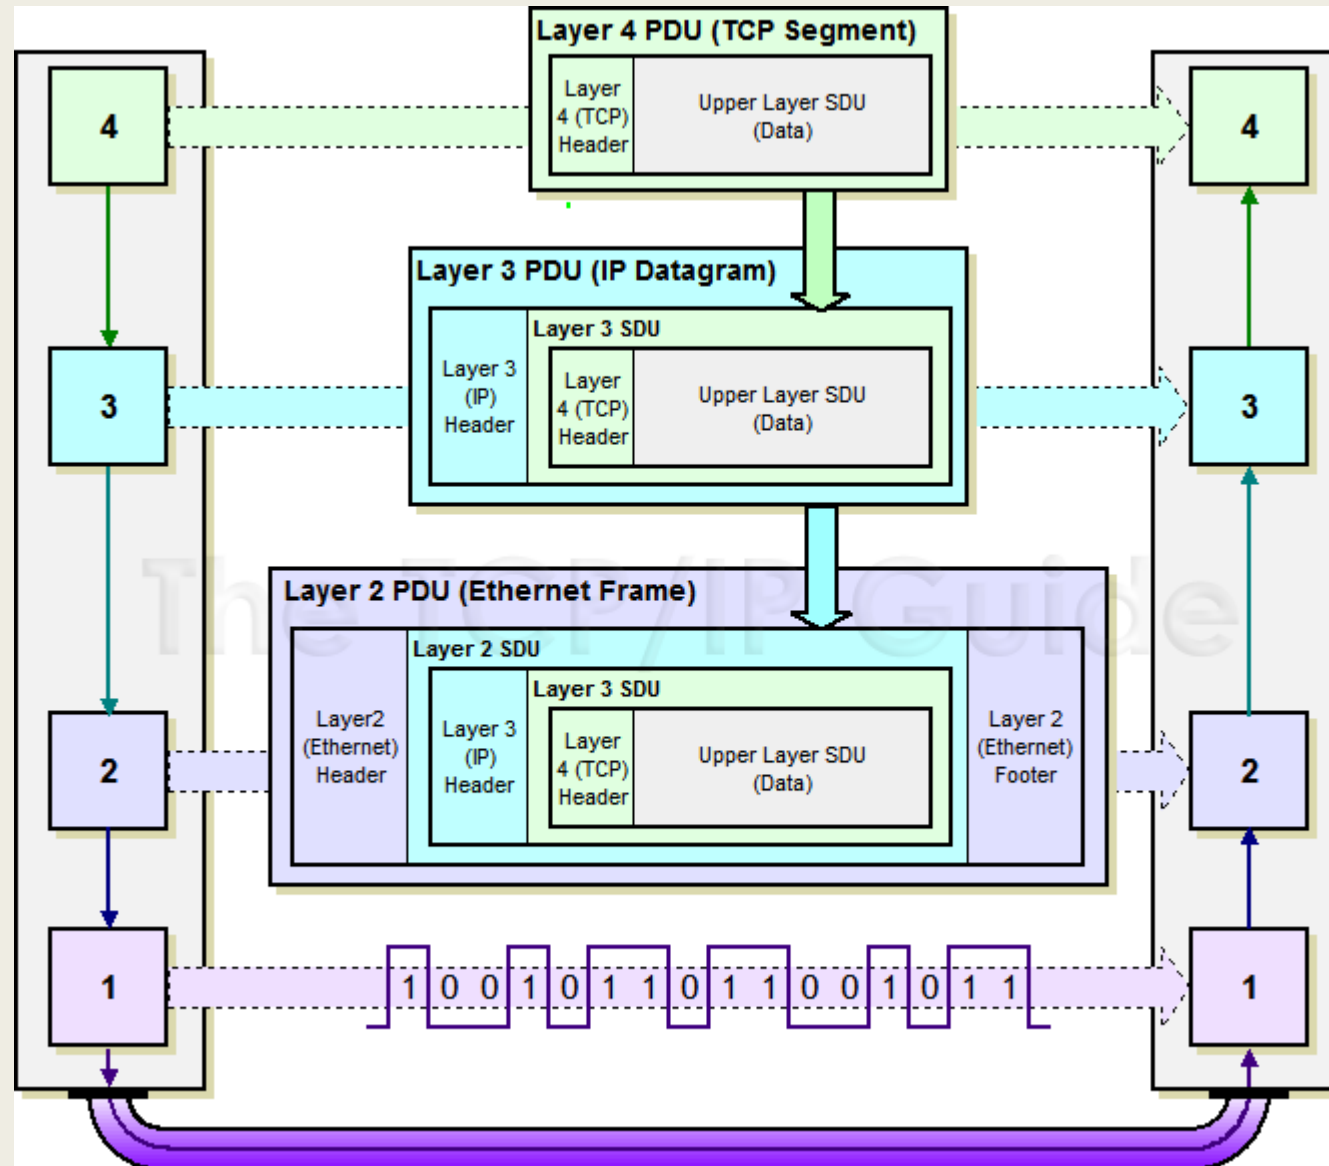 Layer 4 PDU (TCP Segment)
4
Layer
4 (TCP)
Header
Upper Layer SDU
(Data)
4
Layer 3 PDU (IP Datagram)
Layer 3 SDU
3
Layer 3
(IP)
Header
Layer
4 (TCP)
Header
Upper Layer SDU
(Data)
3
The TCP/IP Guide
Layer 2 PDU (Ethernet Frame)
Layer 2 SDU
Layer 3 SDU
2
Layer2
(Ethernet)
Header
Layer 3
(IP)
Header
Layer
4 (TCP)
Header
Upper Layer SDU
(Data)
Layer 2
(Ethernet)
Footer
2
1
1 0 0 1 0 1 1 0 1 1 0 0 1 0 1 1
1